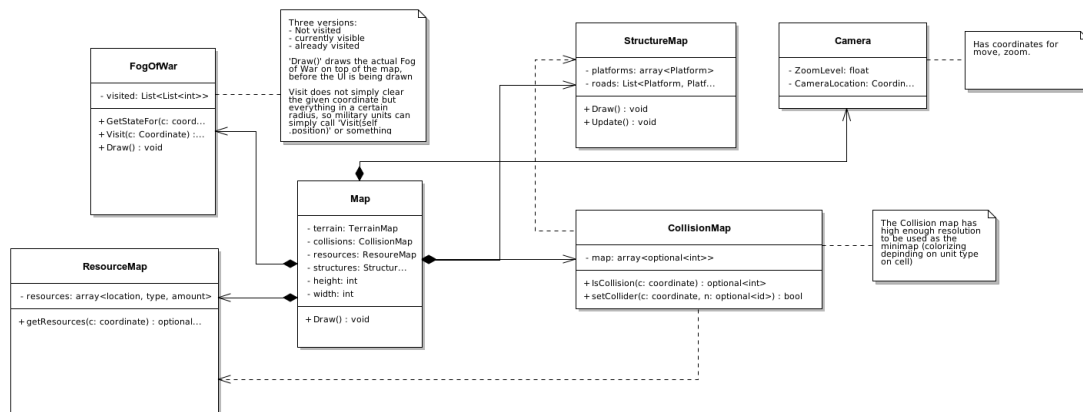 FogOfWar
- visited: List<List<int>>
+ GetStateFor(c: coord...
+ Visit(c: Coordinate) :...
+ Draw() : void
Three versions:
- Not visited
- currently visible
- already visited
'Draw()' draws the actual Fog
of War on top of the map,
before the UI is being drawn
Visit does not simply clear
the given coordinate but
everything in a certain
radius, so military units can
simply call 'Visit(self
.position)' or something
StructureMap
- platforms: array<Platform>
- roads: List<Platform, Platf...
+ Draw() : void
+ Update() : void
Camera
- ZoomLevel: float
- CameraLocation: Coordin...
Has coordinates for
move, zoom.
Map
- terrain: TerrainMap
- collisions: CollisionMap
- resources: ResoureMap
- structures: Structur...
- height: int
- width: int
+ Draw() : void
CollisionMap
- map: array<optional<int>>
+ IsCollision(c: coordinate) : optional<int>
+ setCollider(c: coordinate, n: optional<id>) : bool
The Collision map has
high enough resolution
to be used as the
minimap (colorizing
depinding on unit type
on cell)
ResourceMap
- resources: array<location, type, amount>
+ getResources(c: coordinate) : optional...